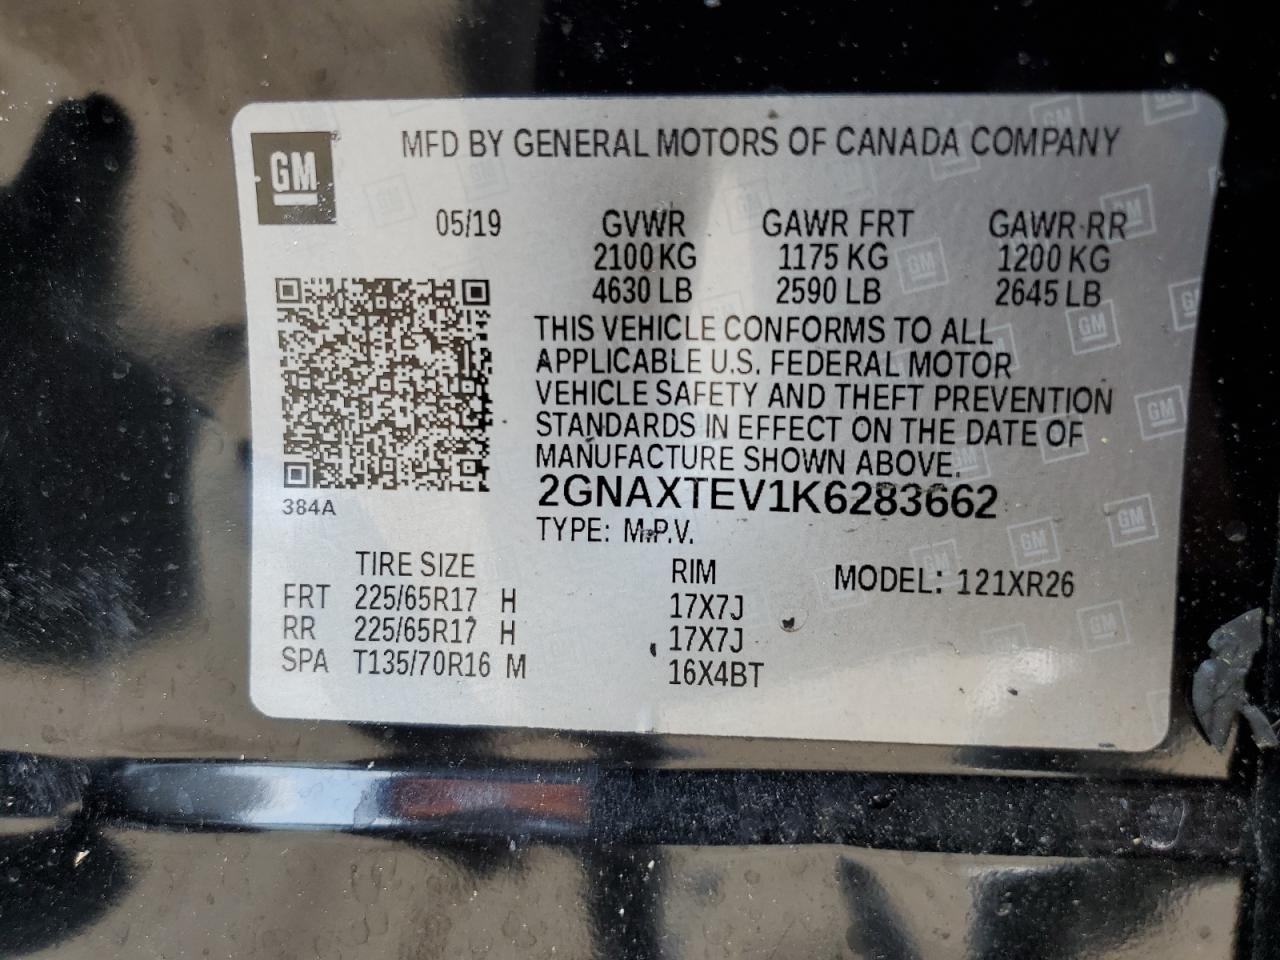 GM
MFD BY GENERAL MOTORS OF CANADA COMPANY
05/19 GVWR GAWR FRT GAWR RR
2100 KG 1175 KG 1200 KG
4630 LB 2590 LB 2645 LB
THIS VEHICLE CONFORMS TO ALL
APPLICABLE U.S. FEDERAL MOTOR
VEHICLE SAFETY AND THEFT PREVENTION
STANDARDS IN EFFECT ON THE DATE OF
MANUFACTURE SHOWN ABOVE.
384A
2GNAXTEV1K6283662
TYPE: M.P.V.
TIRE SIZE RIM MODEL: 121XR26
FRT 225/65R17 H 17X7J
RR 225/65R17 H 17X7J
SPA T135/70R16 M 16X4BT